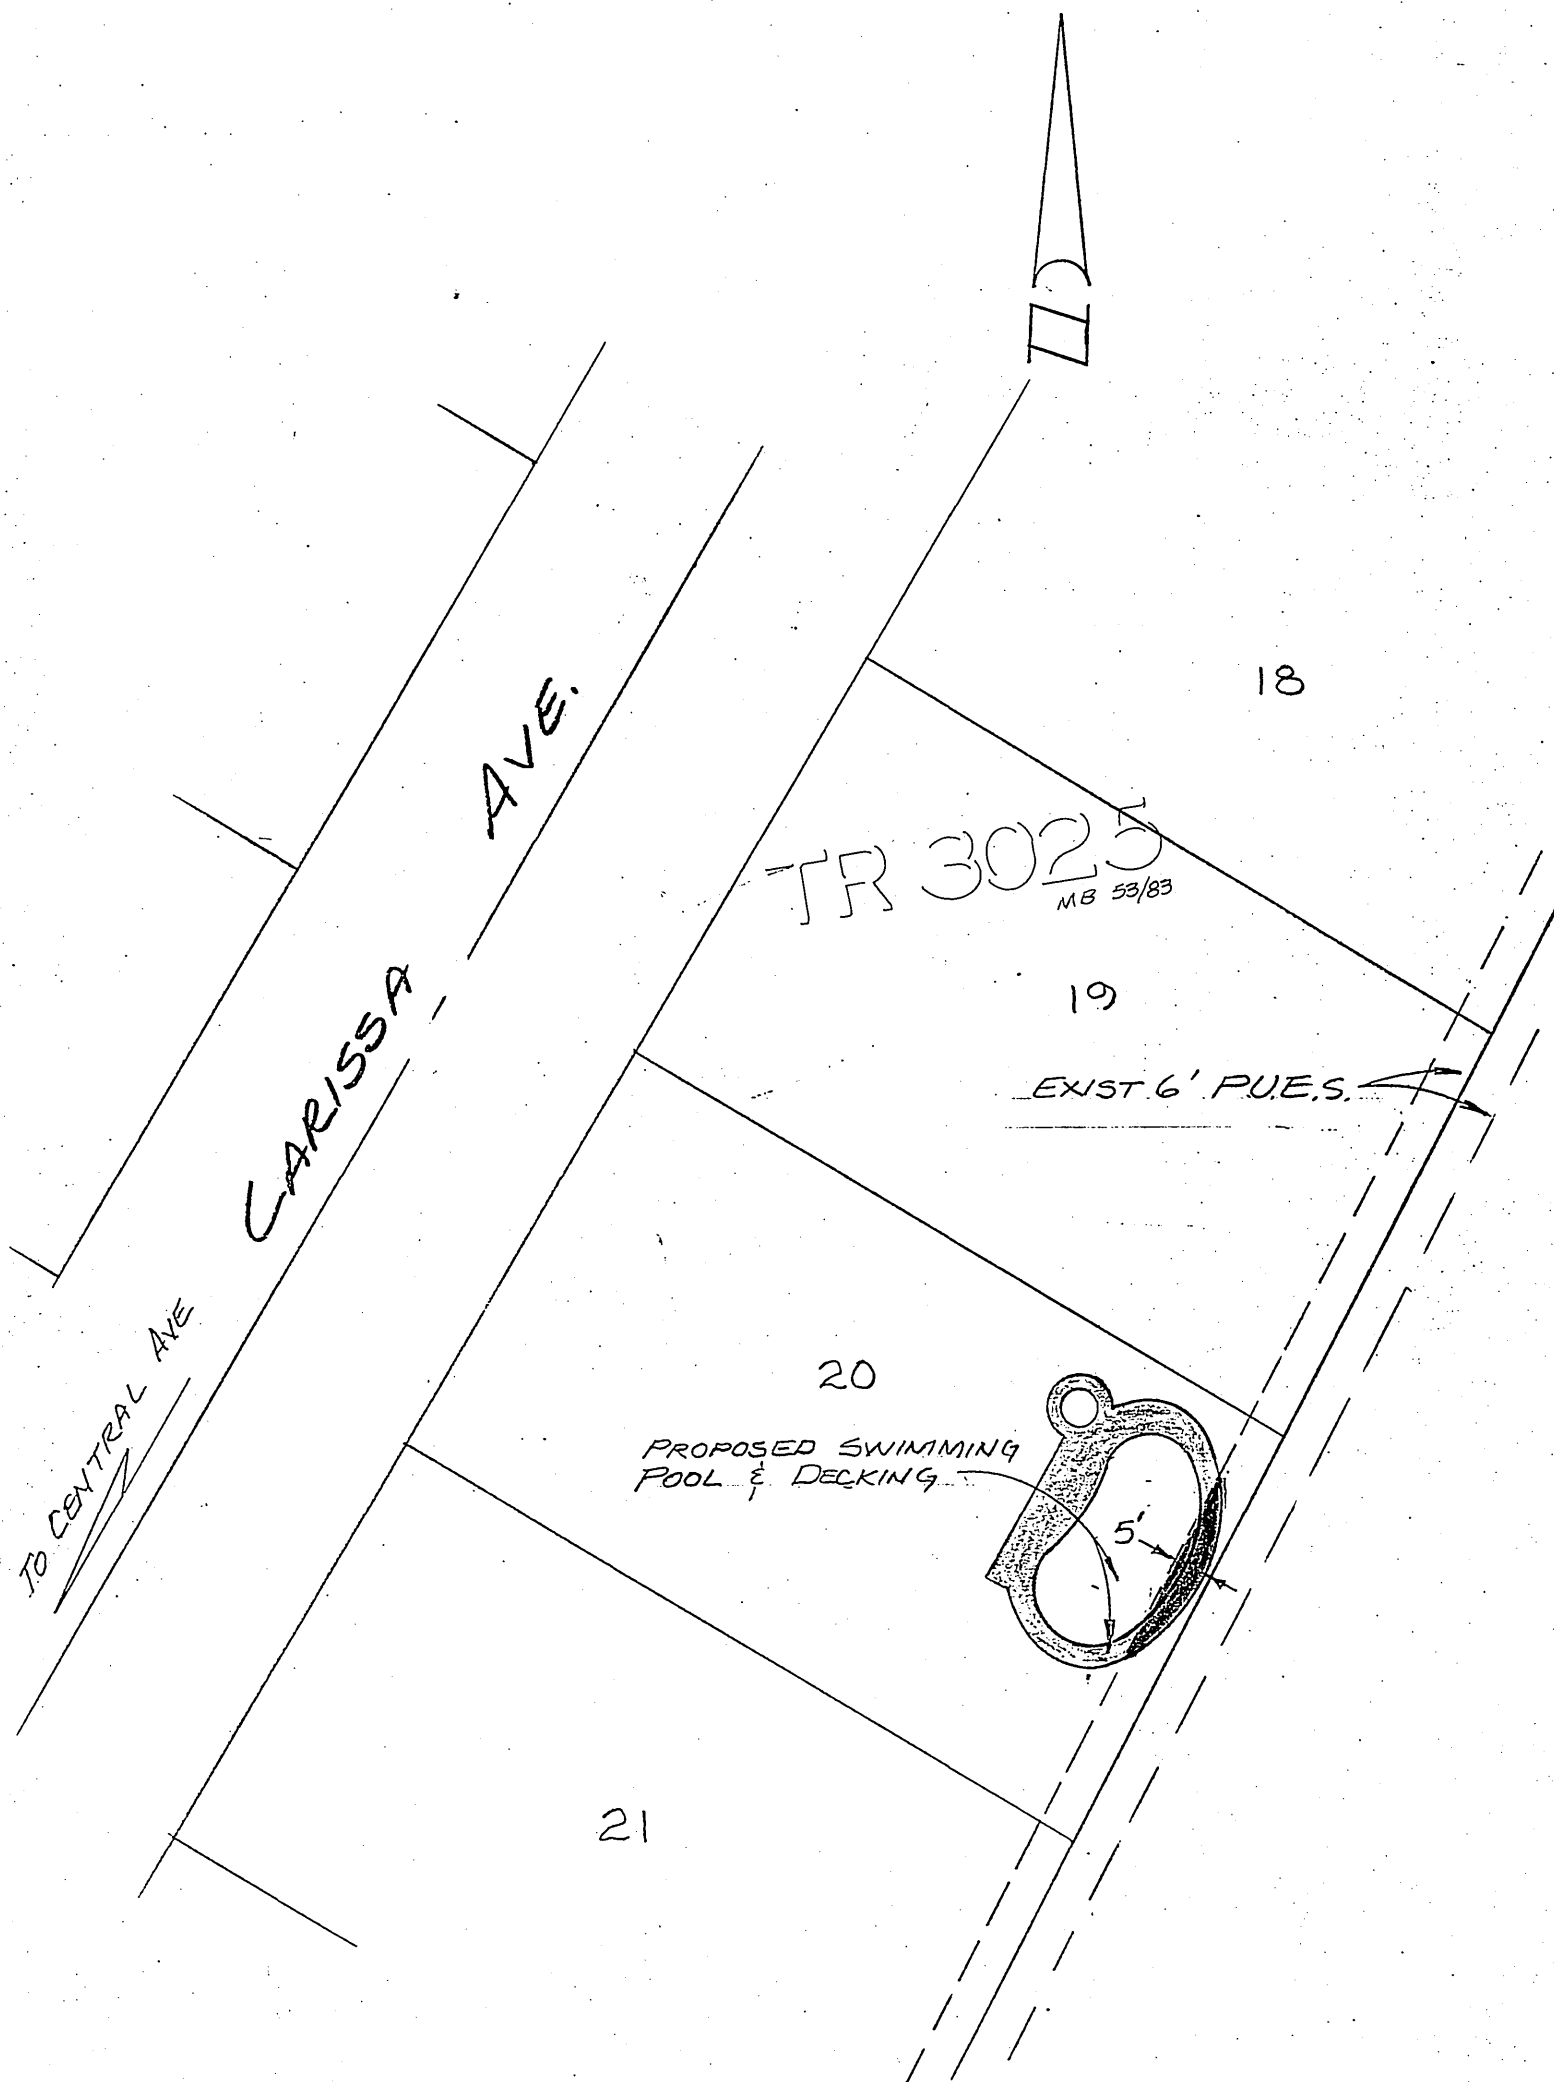 N
18
CARISSA AVE.
TR 3025
MB 53/83
19
EXIST. 6' P.U.E.S.
TO CENTRAL AVE
20
PROPOSED SWIMMING
POOL & DECKING
5'
21